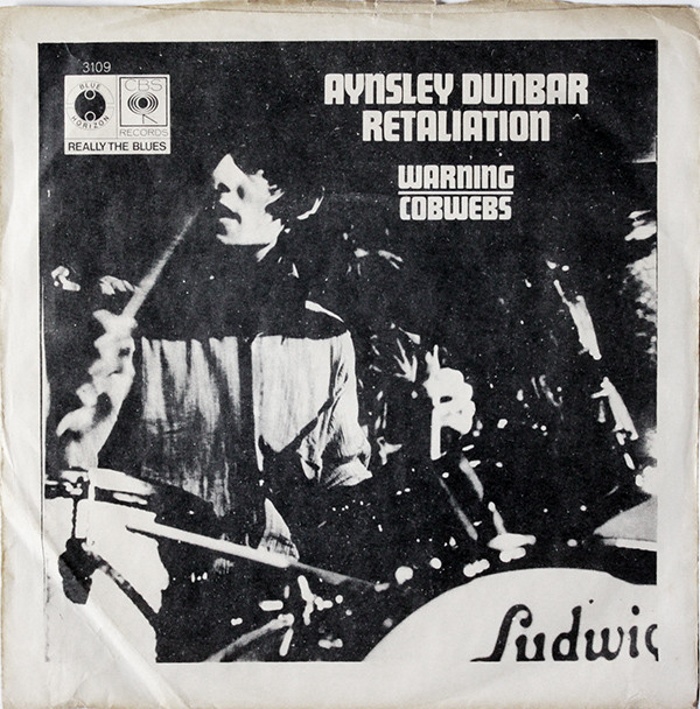 3109
BLUE
HORIZON
CBS
RECORDS
REALLY THE BLUES
AYNSLEY DUNBAR
RETALIATION
WARNING
COBWEBS
Ludwig